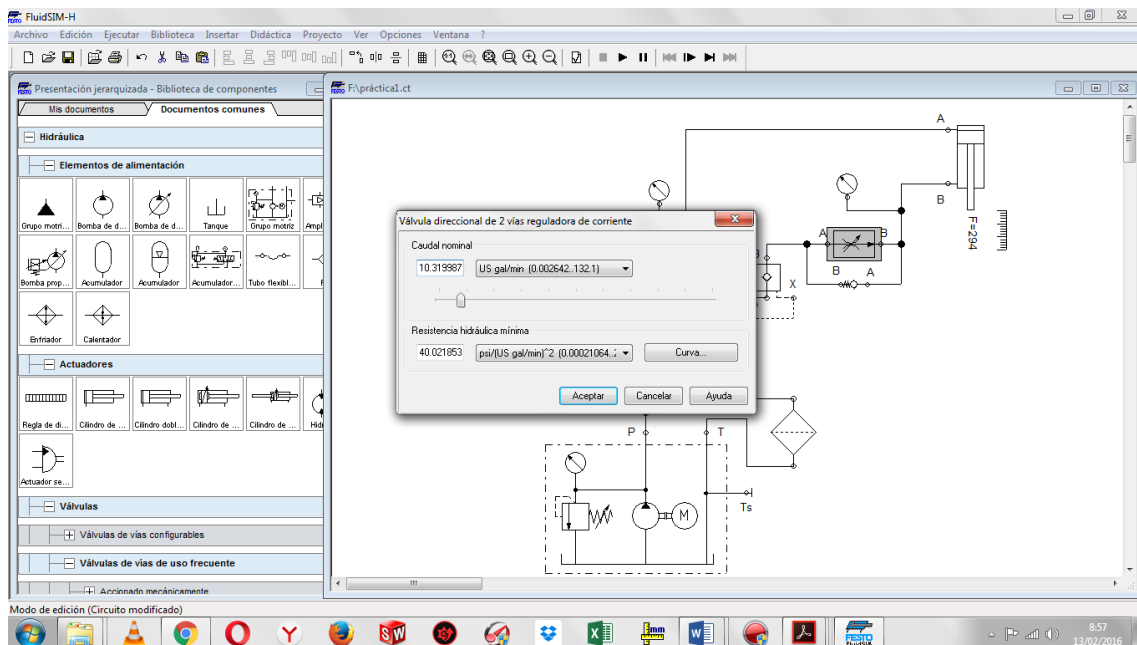 FluidSIM-H
Archivo Edición Ejecutar Biblioteca Insertar Didáctica Proyecto Ver Opciones Ventana ?
Presentación jerarquizada - Biblioteca de componentes
Mis documentos
Documentos comunes
Hidráulica
Elementos de alimentación
Grupo motri... Bomba de d... Bomba de d... Tanque Grupo motriz Ampl
Bomba prop... Acumulador Acumulador Acumulador... Tubo flexibl...
Enfriador Calentador
Actuadores
Regla de di... Cilindro de ... Cilindro dobl... Cilindro de ... Cilindro de ... Hid
Actuador se...
Válvulas
Válvulas de vías configurables
Válvulas de vías de uso frecuente
Accionado mecánicamente
F:\práctica1.ct
A
B
F=294
A
B
B A
B
X
Válvula direccional de 2 vías reguladora de corriente
Caudal nominal
10.319987 US gal/min (0.002642..132.1)
Resistencia hidráulica mínima
40.021853 psi/(US gal/min)^2 (0.00021064..; Curva...
Aceptar Cancelar Ayuda
P T
M
Ts
Modo de edición (Circuito modificado)
FESTO
8:57
13/02/2016